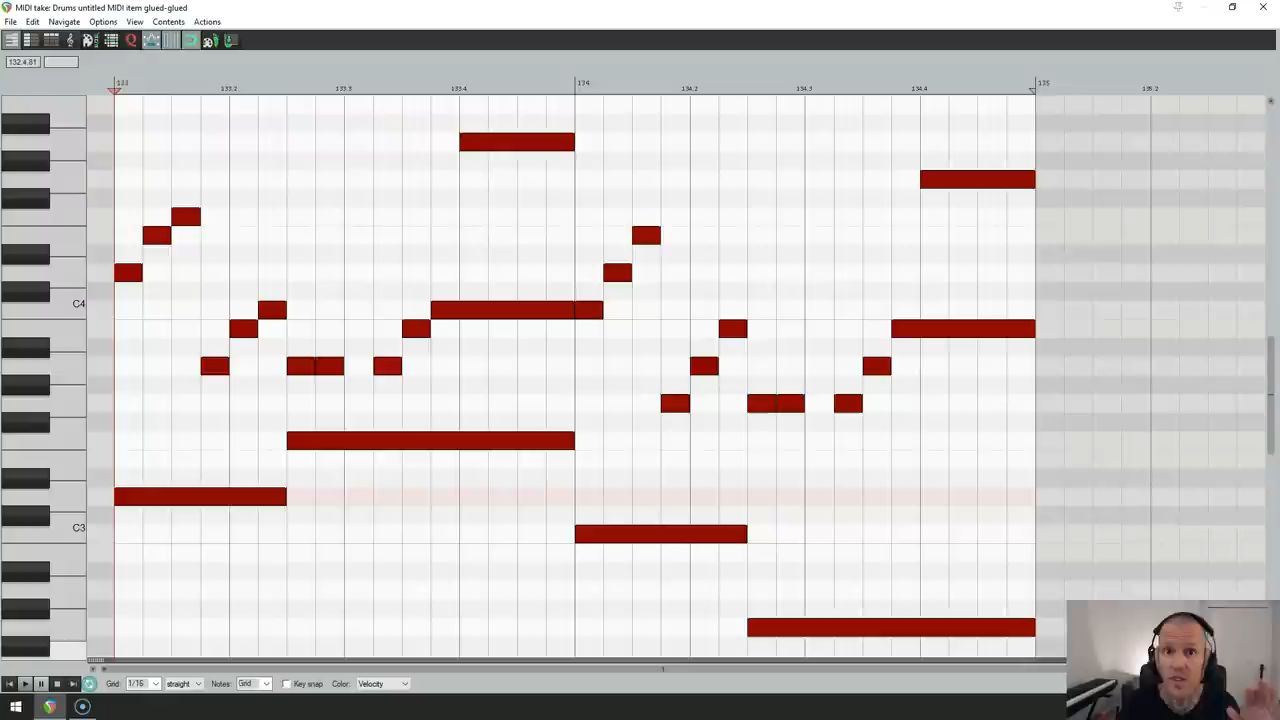 MIDI take: Drums untitled MIDI item glued-glued
File Edit Navigate Options View Contents Actions
132.4.81
133 134 135
133.2 133.3 133.4 134.2 134.3 134.4 135.2
C4
C3
1
Grid: 1/16 straight Notes: Grid Key snap Color: Velocity